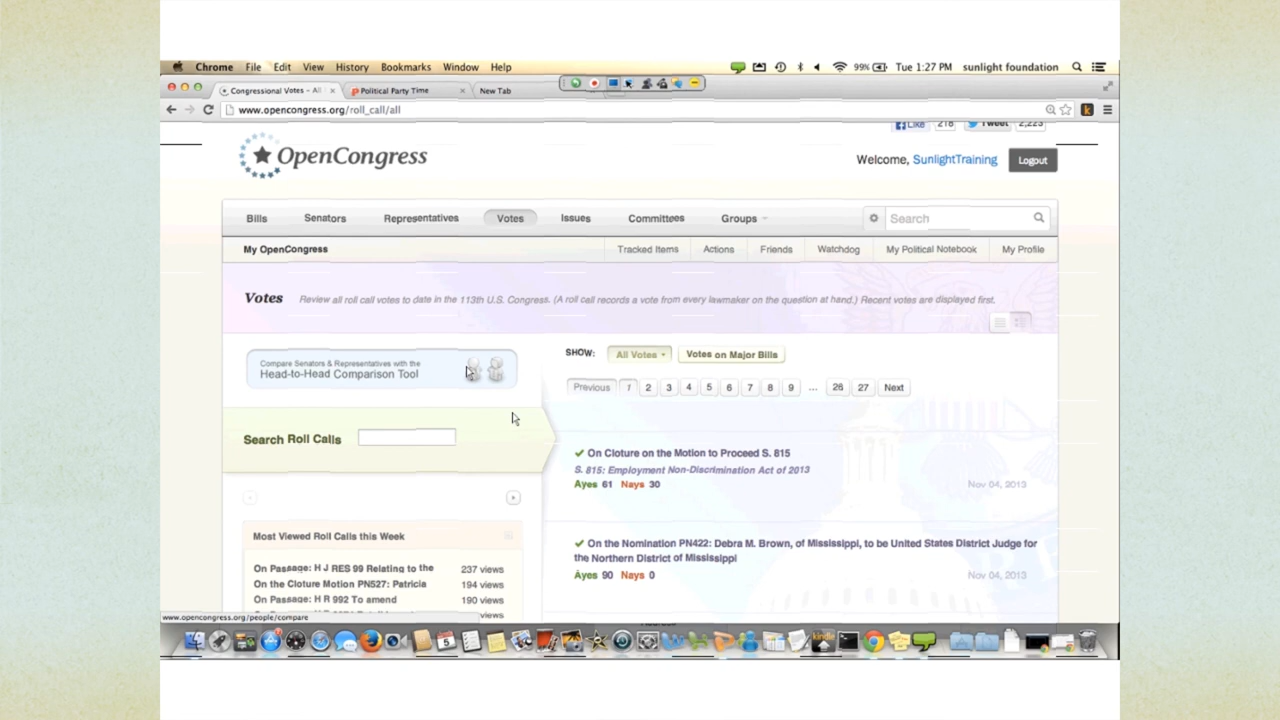 Chrome File Edit View History Bookmarks Window Help 99% Tue 1:27 PM sunlight foundation
Congressional Votes - All Political Party Time New Tab
www.opencongress.org/roll_call/all
Like 218 Tweet 2,223
OpenCongress
Welcome, SunlightTraining Logout
Bills Senators Representatives Votes Issues Committees Groups Search
My OpenCongress Tracked Items Actions Friends Watchdog My Political Notebook My Profile
Votes Review all roll call votes to date in the 113th U.S. Congress. (A roll call records a vote from every lawmaker on the question at hand.) Recent votes are displayed first.
Compare Senators & Representatives with the
Head-to-Head Comparison Tool
SHOW: All Votes Votes on Major Bills
Previous 1 2 3 4 5 6 7 8 9 ... 26 27 Next
Search Roll Calls
On Cloture on the Motion to Proceed S. 815
S. 815: Employment Non-Discrimination Act of 2013
Ayes 61 Nays 30 Nov 04, 2013
Most Viewed Roll Calls this Week
On Passage: H J RES 99 Relating to the 237 views
On the Cloture Motion PN527: Patricia 194 views
On Passage: H R 992 To amend 190 views
views
On the Nomination PN422: Debra M. Brown, of Mississippi, to be United States District Judge for
the Northern District of Mississippi
Ayes 90 Nays 0 Nov 04, 2013
www.opencongress.org/people/compare
kindle